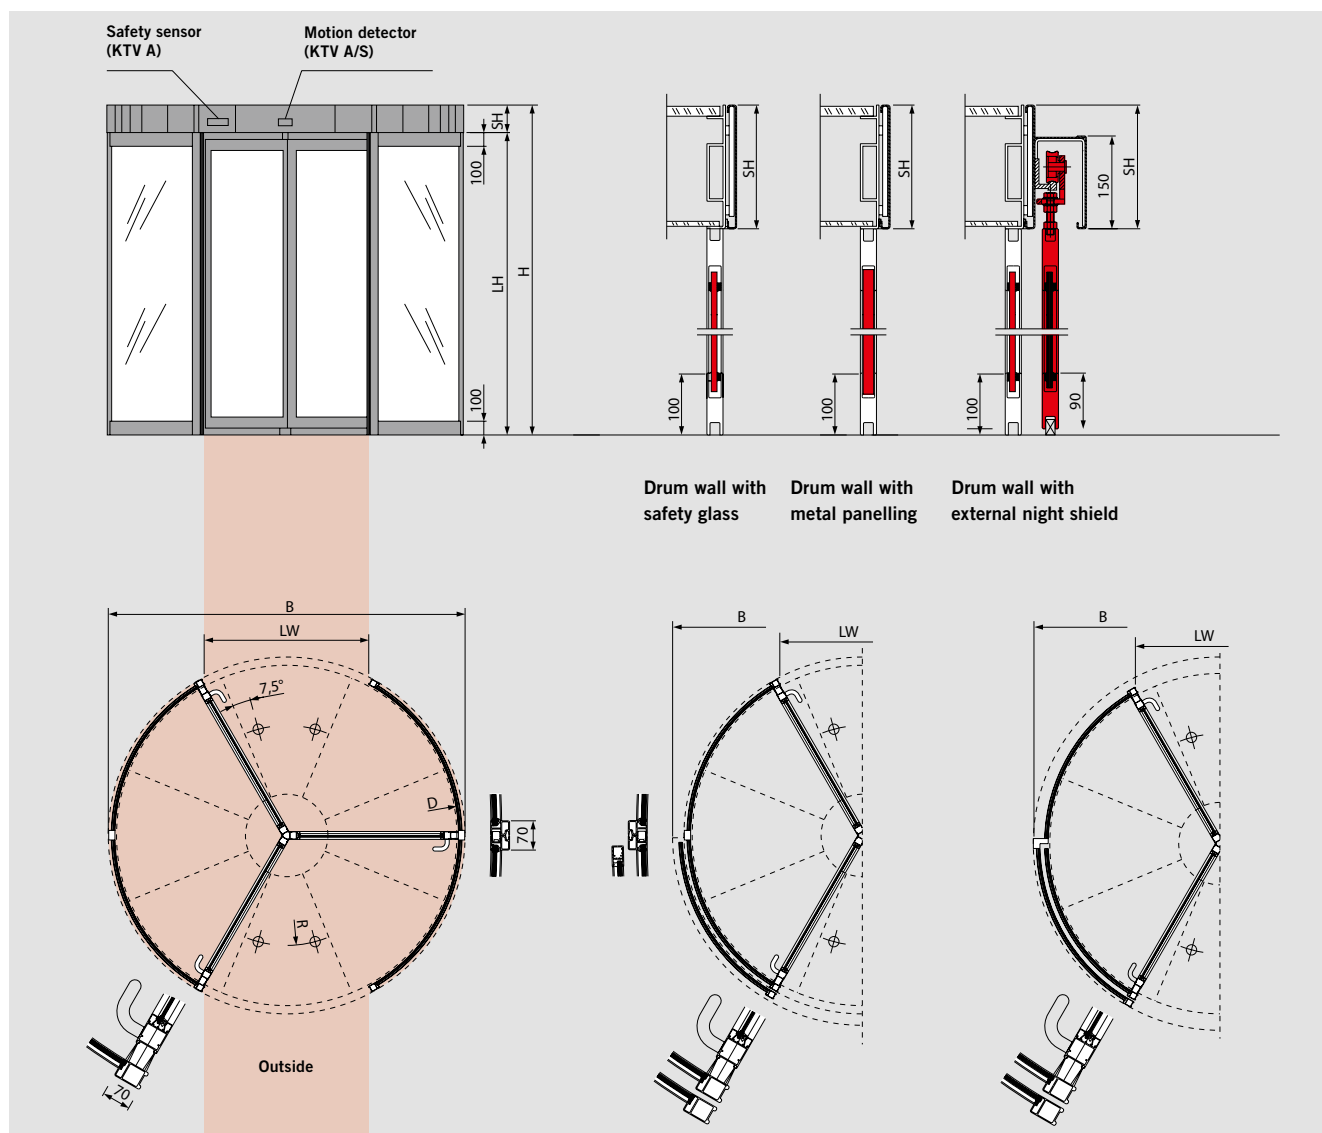 Safety sensor
(KTV A)
Motion detector
(KTV A/S)
SH
100
LH
H
100
SH
100
SH
100
150
SH
100
90
Drum wall with
safety glass
Drum wall with
metal panelling
Drum wall with
external night shield
B
LW
7,5°
D
R
70
70
Outside
B
LW
B
LW